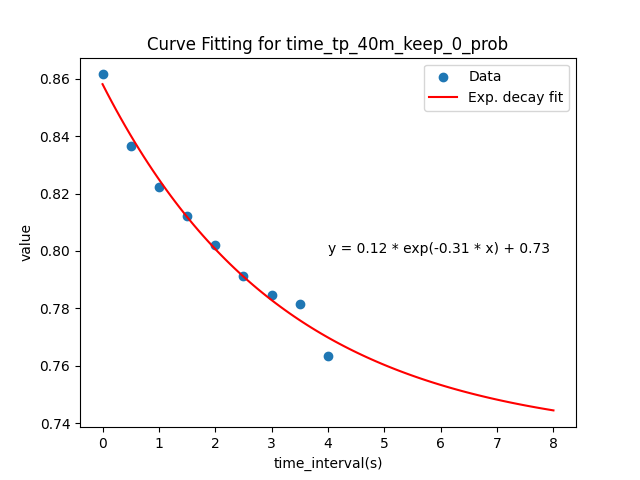 Curve Fitting for time_tp_40m_keep_0_prob
Data
Exp. decay fit
y = 0.12 * exp(-0.31 * x) + 0.73
value
0.86
0.84
0.82
0.80
0.78
0.76
0.74
0 1 2 3 4 5 6 7 8
time_interval(s)